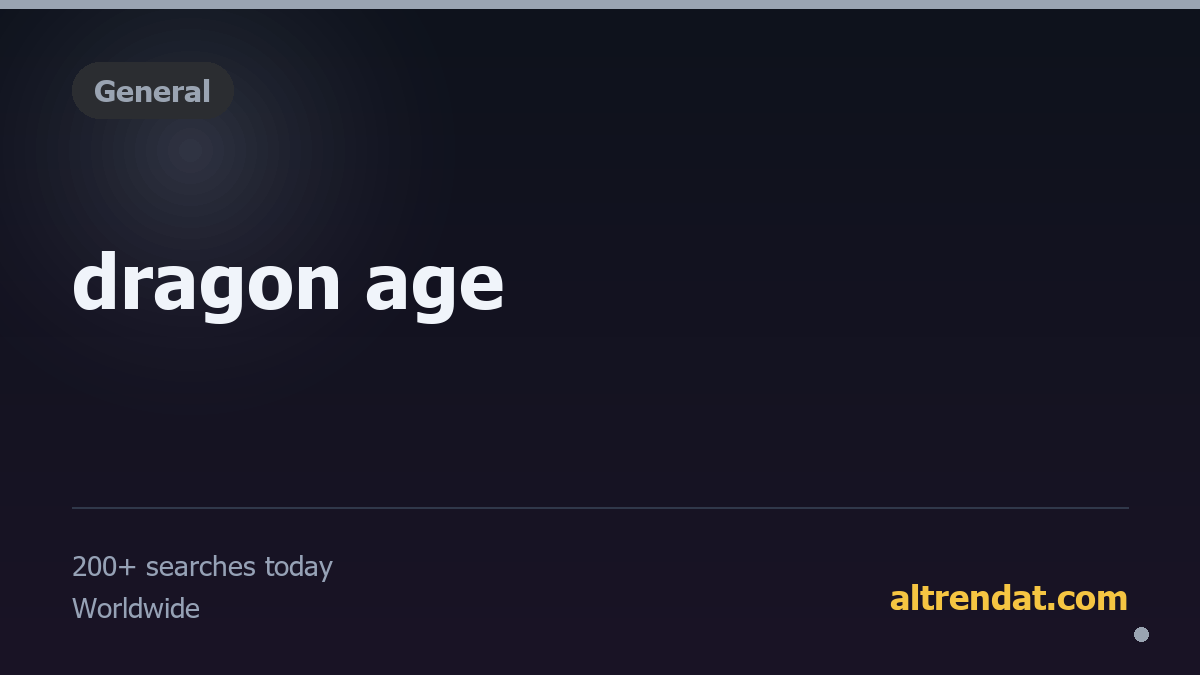 General
dragon age
200+ searches today
Worldwide
altrendat.com